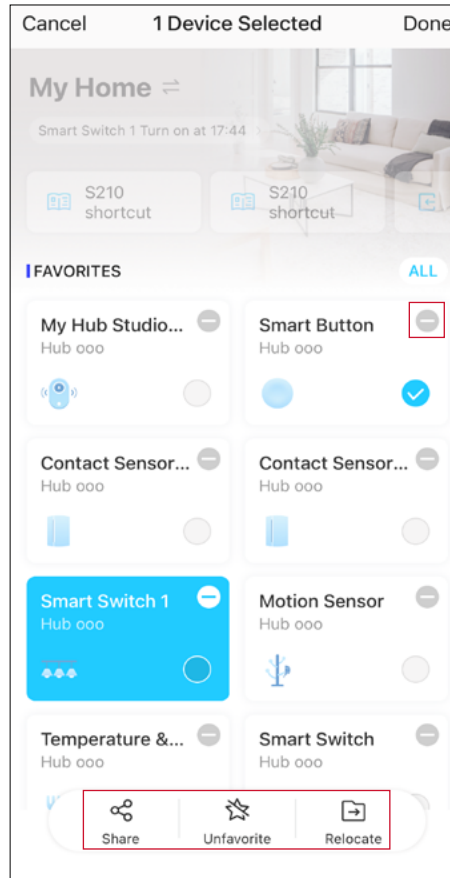 Cancel 1 Device Selected Done
My Home
Smart Switch 1 Turn on at 17:44
S210 shortcut
S210 shortcut
FAVORITES ALL
My Hub Studio...
Hub ooo
Smart Button
Hub ooo
Contact Sensor...
Hub ooo
Contact Sensor...
Hub ooo
Smart Switch 1
Hub ooo
Motion Sensor
Hub ooo
Temperature &...
Hub ooo
Smart Switch
Hub ooo
Share Unfavorite Relocate